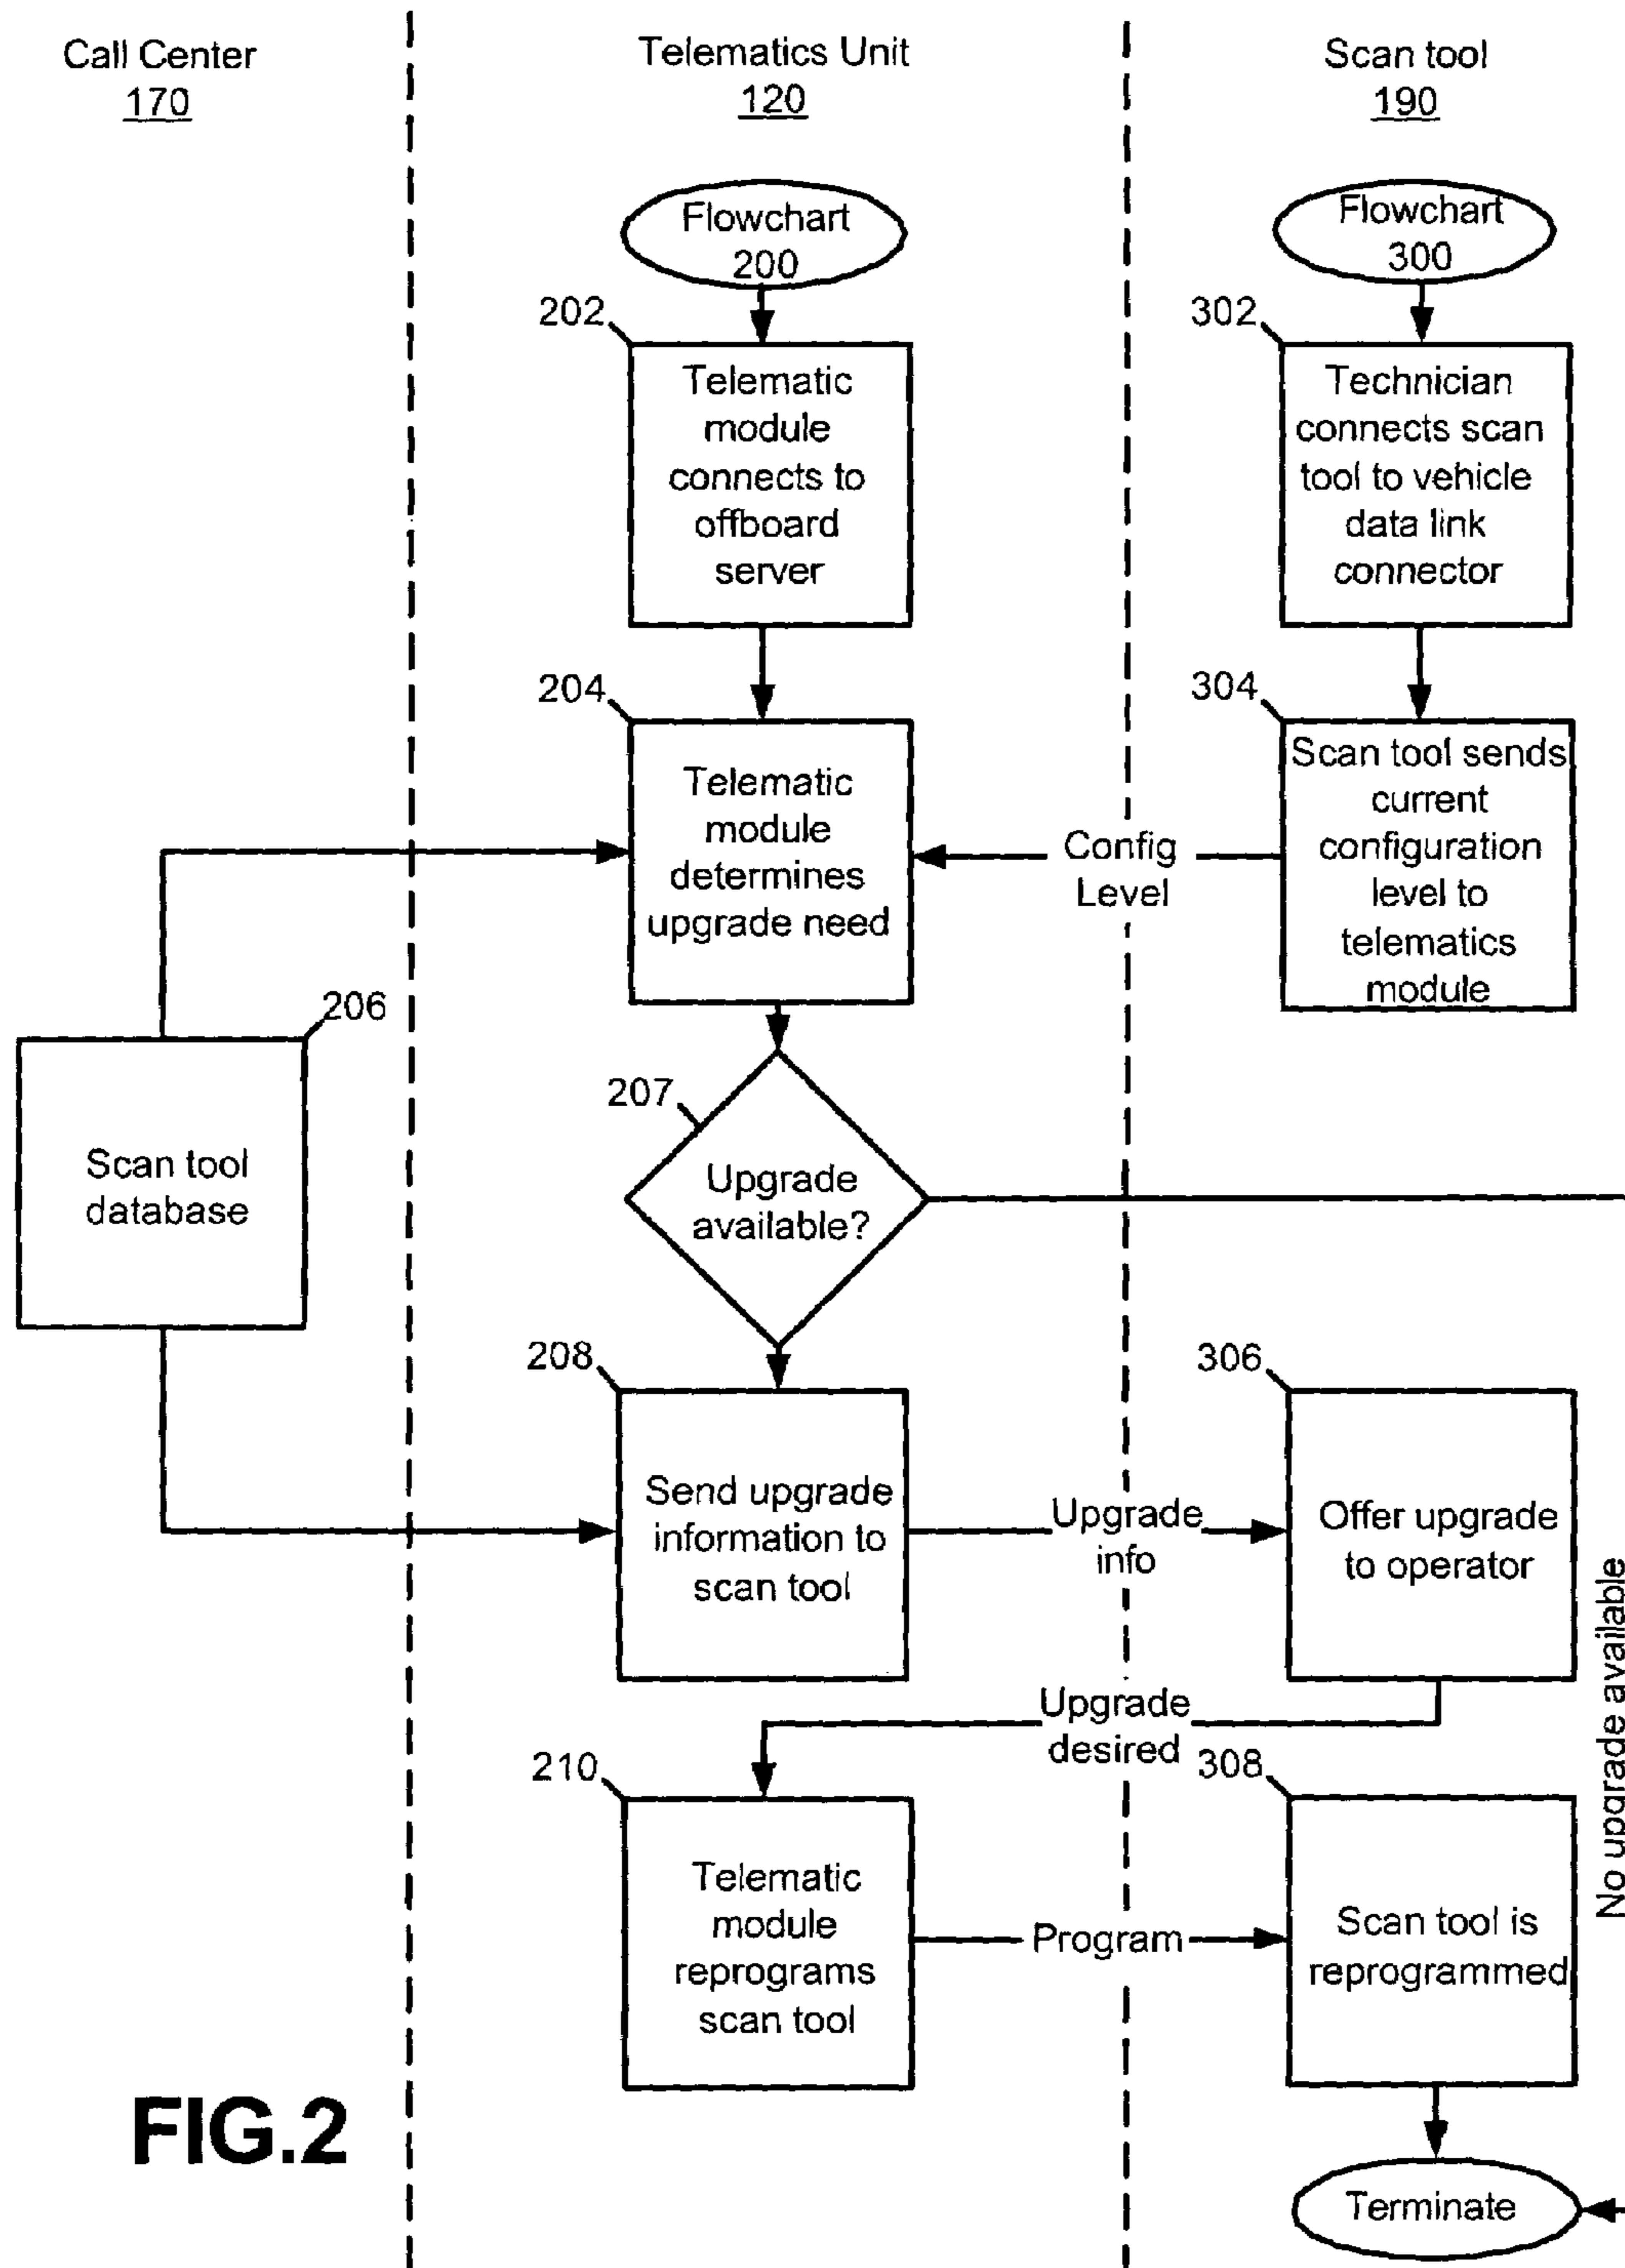 Call Center
170
Telematics Unit
120
Scan tool
190
Flowchart
200
Flowchart
300
202
Telematic
module
connects to
offboard
server
302
Technician
connects scan
tool to vehicle
data link
connector
204
Telematic
module
determines
upgrade need
304
Scan tool sends
current
configuration
level to
telematics
module
Config
Level
206
Scan tool
database
207
Upgrade
available?
208
Send upgrade
information to
scan tool
Upgrade
info
306
Offer upgrade
to operator
No upgrade available
Upgrade
desired
210
Telematic
module
reprograms
scan tool
Program
308
Scan tool is
reprogrammed
Terminate
FIG.2